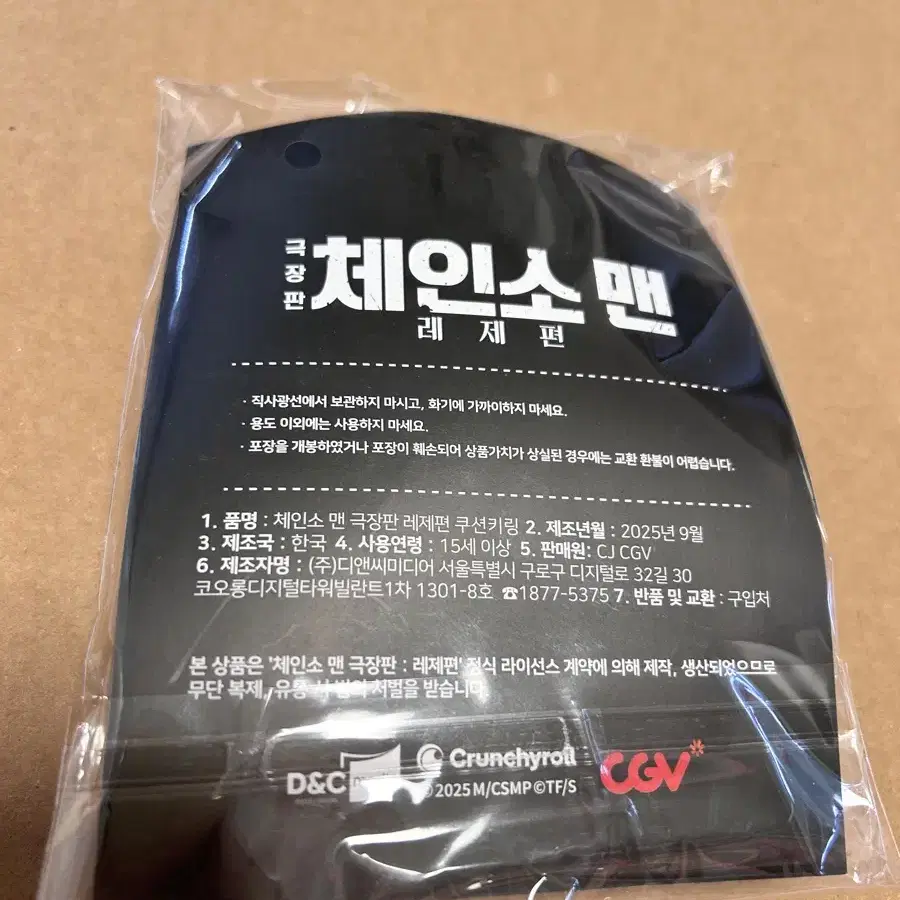 극장판
체인소 맨
레제편
· 직사광선에서 보관하지 마시고, 화기에 가까이하지 마세요.
· 용도 이외에는 사용하지 마세요.
· 포장을 개봉하였거나 포장이 훼손되어 상품가치가 상실된 경우에는 교환 환불이 어렵습니다.
1. 품명 : 체인소 맨 극장판 레제편 쿠션키링 2. 제조년월 : 2025년 9월
3. 제조국 : 한국 4. 사용연령 : 15세 이상 5. 판매원: CJ CGV
6. 제조자명 : (주)디앤씨미디어 서울특별시 구로구 디지털로 32길 30
코오롱디지털타워빌란트1차 1301-8호 ☎1877-5375 7. 반품 및 교환 : 구입처
본 상품은 '체인소 맨 극장판 : 레제편' 정식 라이선스 계약에 의해 제작, 생산되었으므로
무단 복제, 유통 시 법의 처벌을 받습니다.
D&C
Crunchyroll
©2025 M/CSMP ©TF/S
CGV